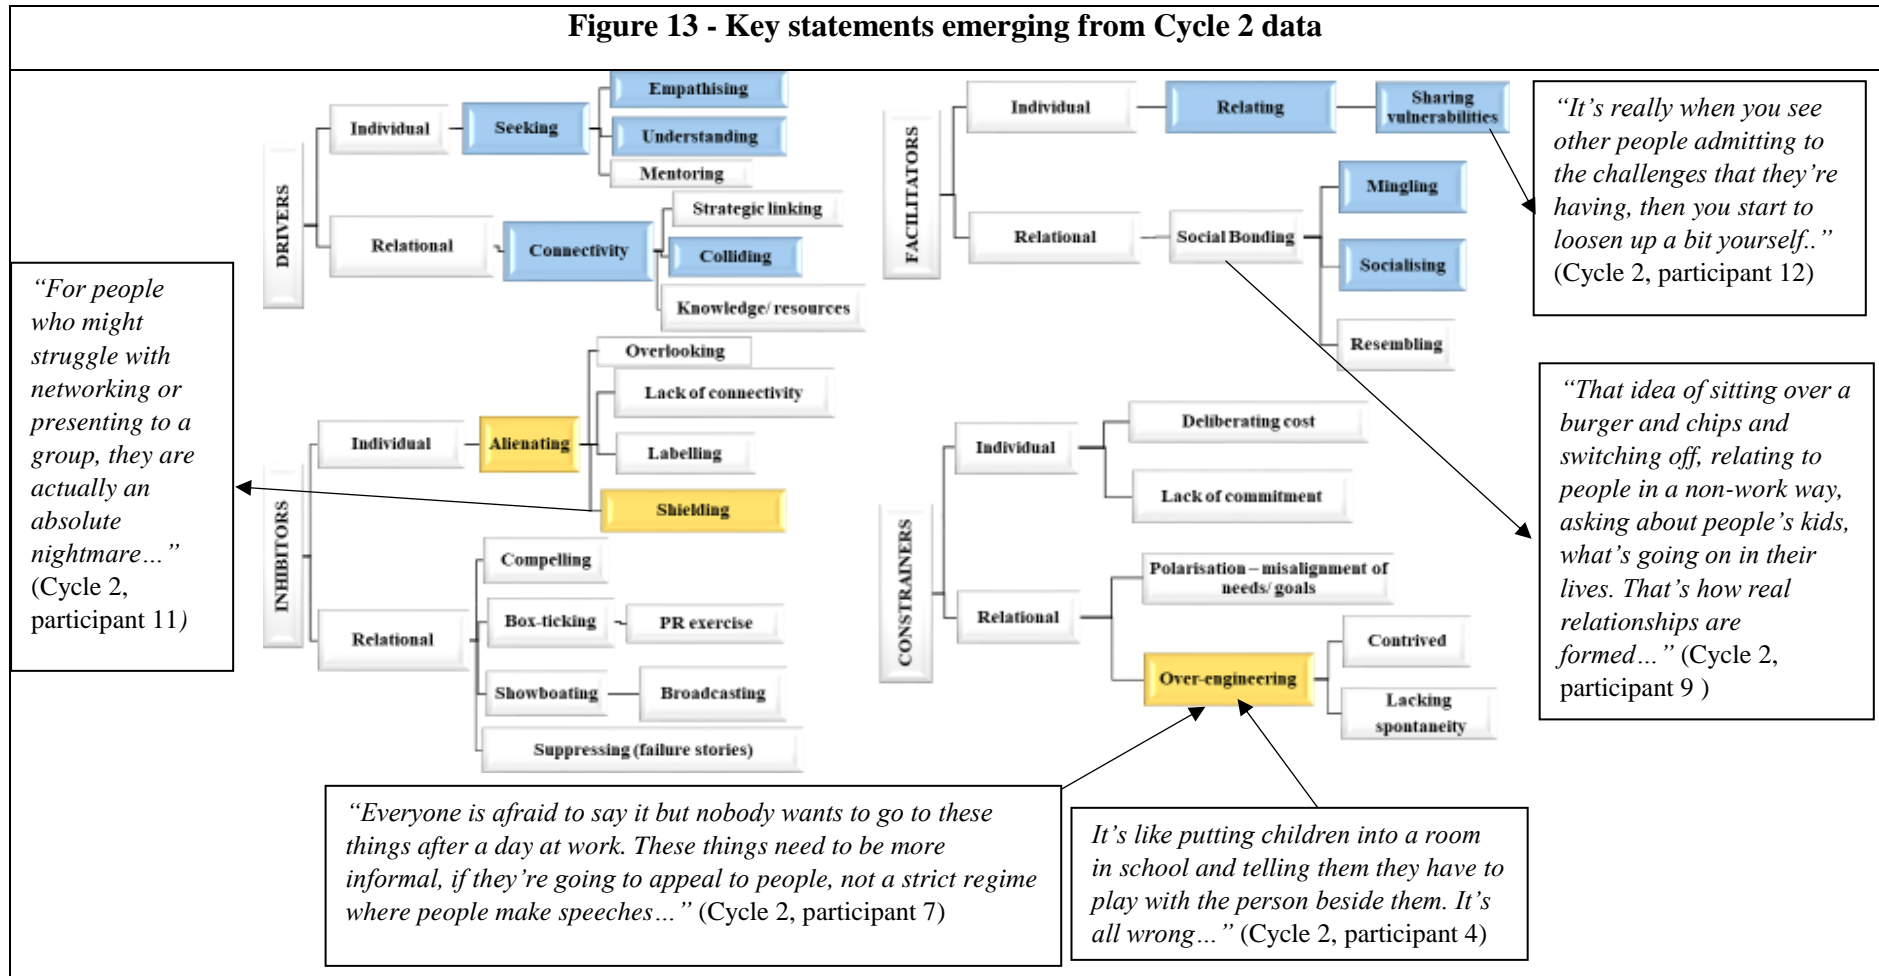 Figure 13 - Key statements emerging from Cycle 2 data
DRIVERS
Individual
Seeking
Empathising
Understanding
Mentoring
Relational
Connectivity
Strategic linking
Colliding
Knowledge/ resources
FACILITATORS
Individual
Relating
Sharing
vulnerabilities
Relational
Social Bonding
Mingling
Socialising
Resembling
“It’s really when you see
other people admitting to
the challenges that they’re
having, then you start to
loosen up a bit yourself..”
(Cycle 2, participant 12)
“For people
who might
struggle with
networking or
presenting to a
group, they are
actually an
absolute
nightmare…”
(Cycle 2,
participant 11)
INHIBITORS
Individual
Alienating
Overlooking
Lack of connectivity
Labelling
Shielding
Relational
Compelling
Box-ticking
PR exercise
Showboating
Broadcasting
Suppressing (failure stories)
CONSTRAINERS
Individual
Deliberating cost
Lack of commitment
Relational
Polarisation – misalignment of
needs/ goals
Over-engineering
Contrived
Lacking
spontaneity
“That idea of sitting over a
burger and chips and
switching off, relating to
people in a non-work way,
asking about people’s kids,
what’s going on in their
lives. That’s how real
relationships are
formed…” (Cycle 2,
participant 9 )
“Everyone is afraid to say it but nobody wants to go to these
things after a day at work. These things need to be more
informal, if they’re going to appeal to people, not a strict regime
where people make speeches…” (Cycle 2, participant 7)
It’s like putting children into a room
in school and telling them they have to
play with the person beside them. It’s
all wrong…” (Cycle 2, participant 4)